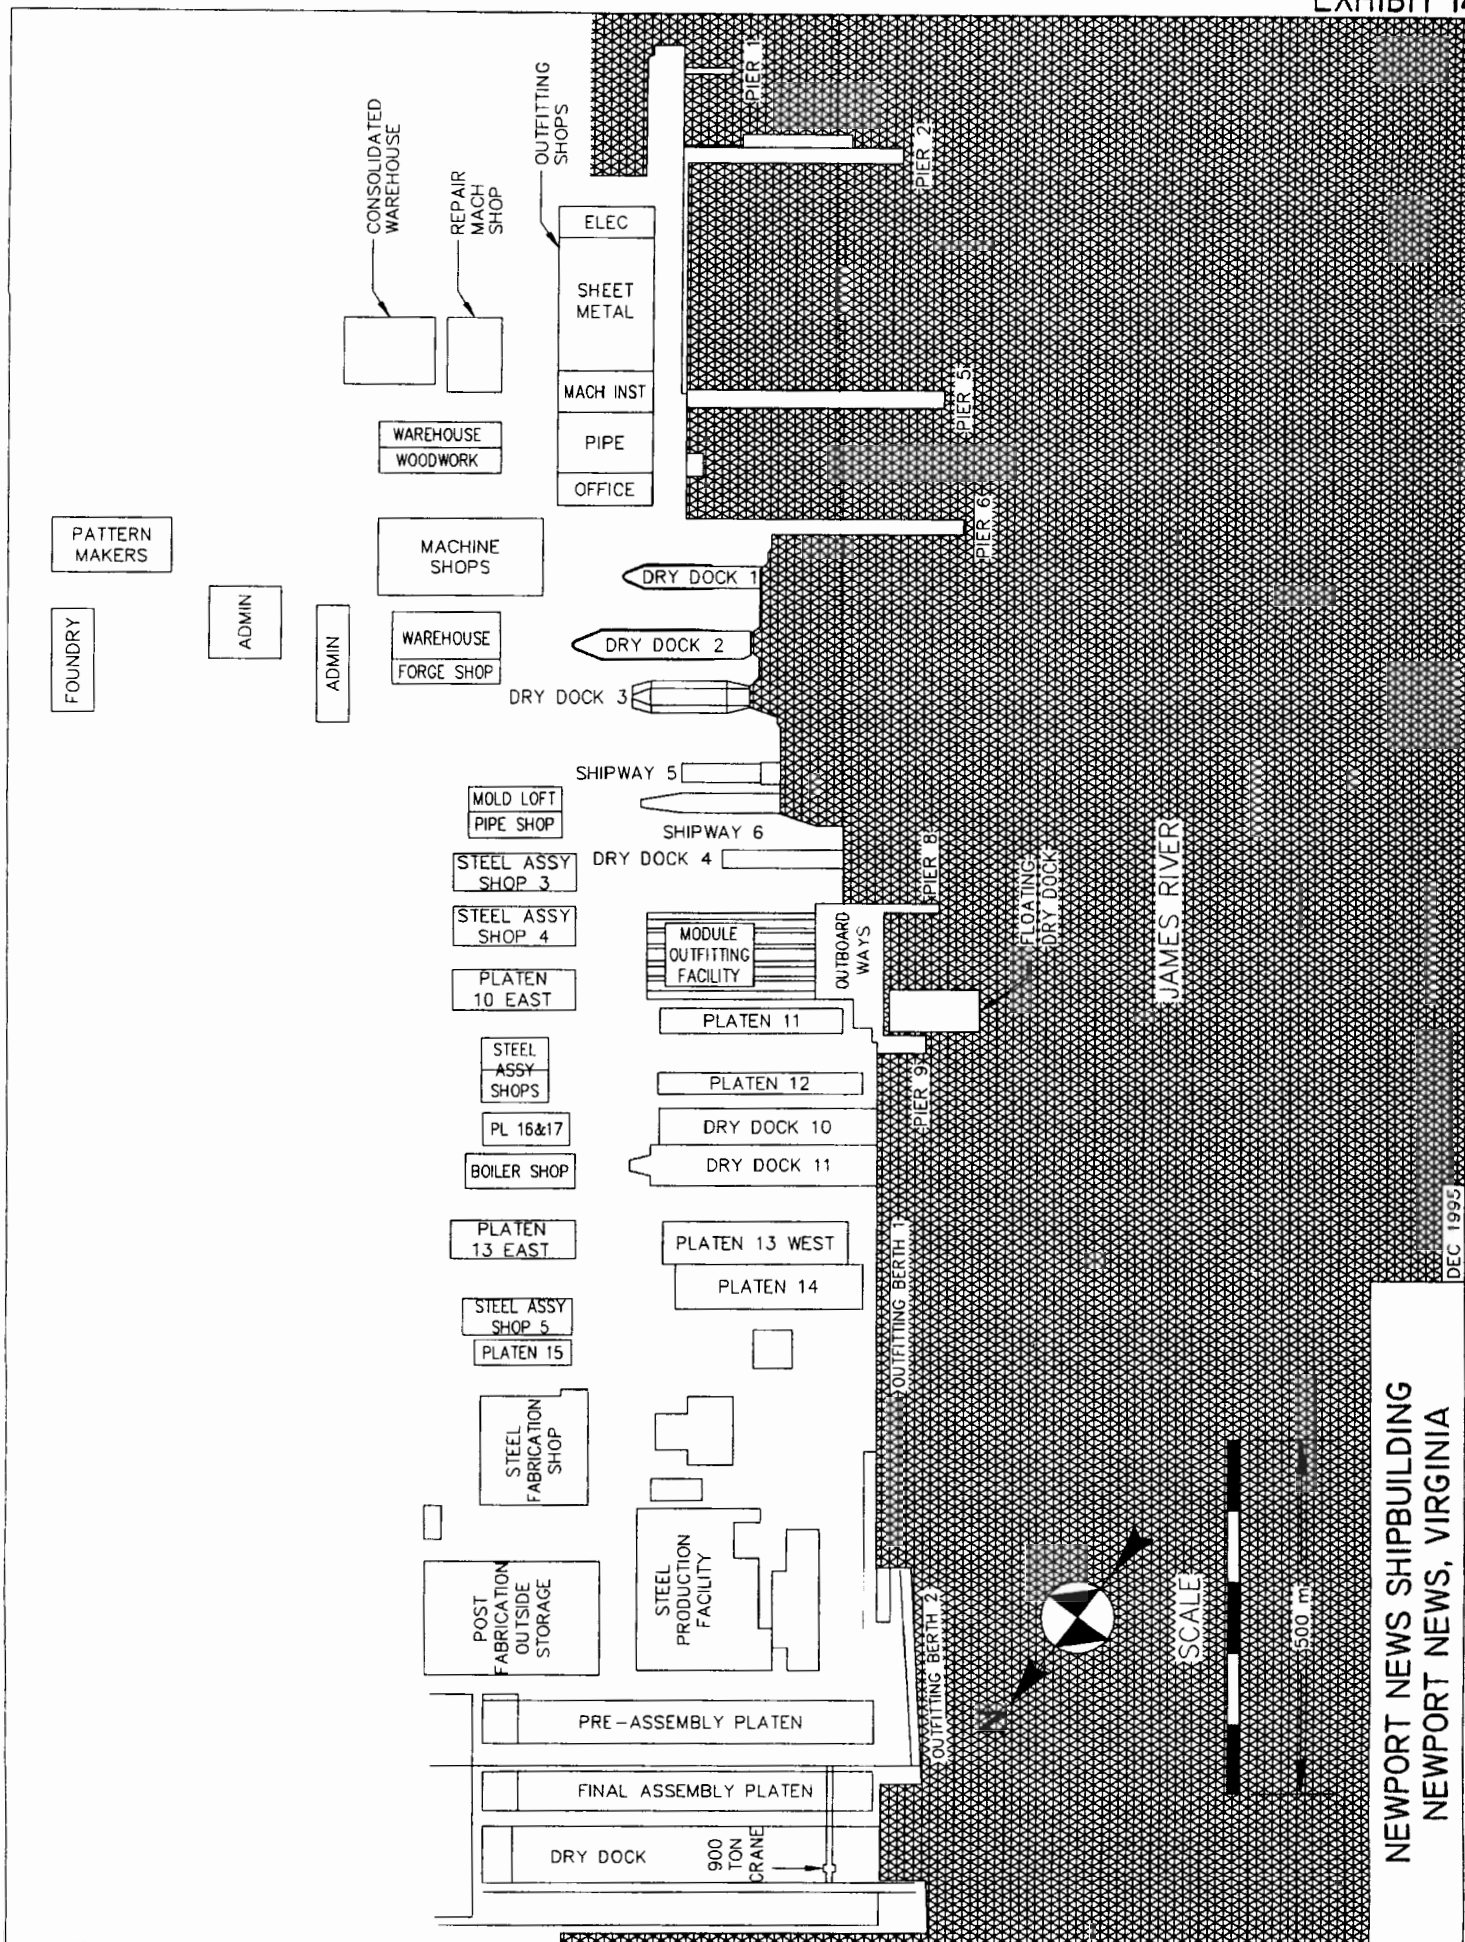 EXHIBIT 14
PIER 1
OUTFITTING
SHOPS
CONSOLIDATED
WAREHOUSE
REPAIR
MACH
SHOP
PIER 2
ELEC
SHEET
METAL
MACH INST
PIPE
OFFICE
PIER 5
WAREHOUSE
WOODWORK
PIER 6
PATTERN
MAKERS
MACHINE
SHOPS
DRY DOCK 1
FOUNDRY
ADMIN
ADMIN
WAREHOUSE
FORGE SHOP
DRY DOCK 2
DRY DOCK 3
SHIPWAY 5
MOLD LOFT
PIPE SHOP
SHIPWAY 6
STEEL ASSY
SHOP 3
DRY DOCK 4
PIER 8
FLOATING
DRY DOCK
JAMES RIVER
STEEL ASSY
SHOP 4
MODULE
OUTFITTING
FACILITY
OUTBOARD
WAYS
PLATEN
10 EAST
PLATEN 11
STEEL
ASSY
SHOPS
PLATEN 12
PIER 9
PL 16&17
DRY DOCK 10
BOILER SHOP
DRY DOCK 11
PLATEN
13 EAST
PLATEN 13 WEST
OUTFITTING BERTH 1
PLATEN 14
STEEL ASSY
SHOP 5
PLATEN 15
STEEL
FABRICATION
SHOP
POST
FABRICATION
OUTSIDE
STORAGE
STEEL
PRODUCTION
FACILITY
OUTFITTING BERTH 2
N
SCALE
500 m
PRE-ASSEMBLY PLATEN
FINAL ASSEMBLY PLATEN
DRY DOCK
900
TON
CRANE
DEC 1995
NEWPORT NEWS SHIPBUILDING
NEWPORT NEWS, VIRGINIA